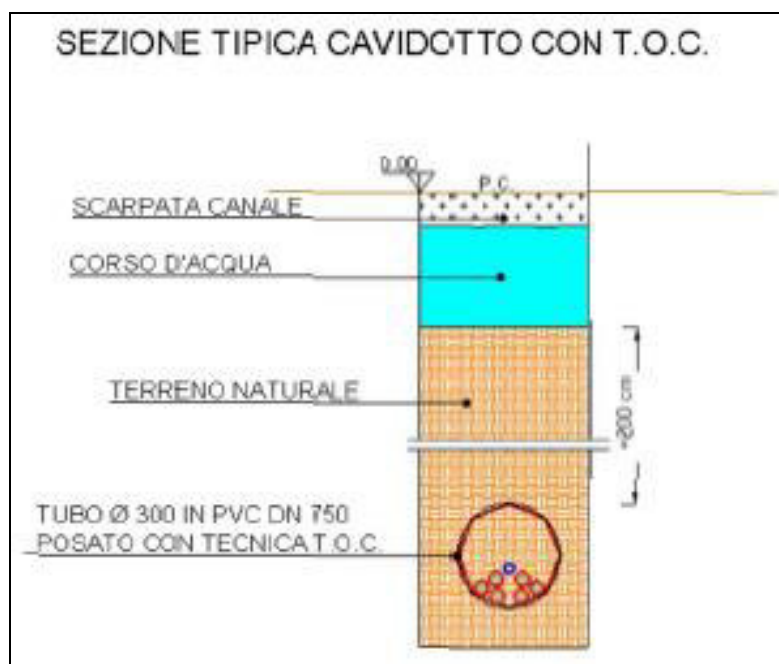 SEZIONE TIPICA CAVIDOTTO CON T.O.C.
0.00
P.C.
SCARPATA CANALE
CORSO D'ACQUA
TERRENO NATURALE
≈200 cm
TUBO Ø 300 IN PVC DN 750
POSATO CON TECNICA T.O.C.